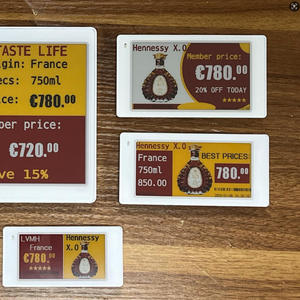 TASTE LIFE
igin: France
ecs: 750ml
ice: €780.00
ber price:
€720.00
ve 15%
Hennessy X.O
Member price:
€780.00
20% OFF TODAY
★★★★★
Hennessy X.O
France
750ml
850.00
BEST PRICES:
780.00
LVMH
France
€780.00
★★★★★
Hennessy
X.O